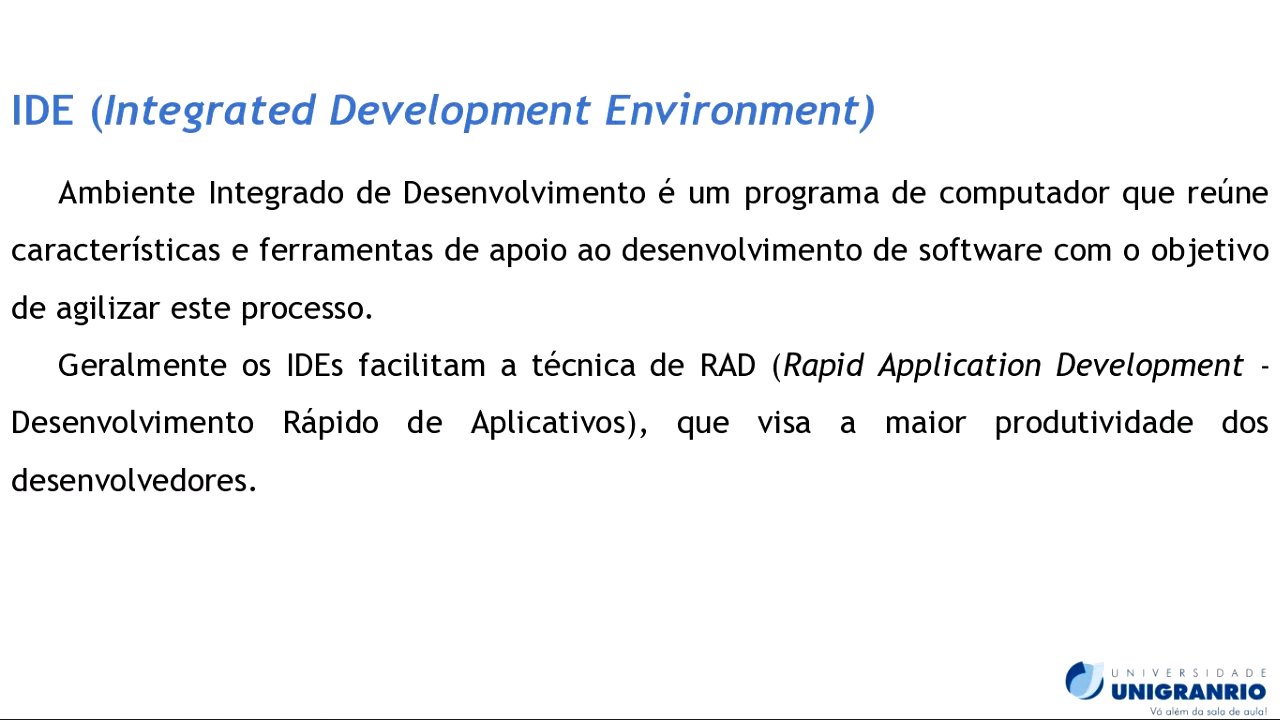 IDE (Integrated Development Environment)
Ambiente Integrado de Desenvolvimento é um programa de computador que reúne
características e ferramentas de apoio ao desenvolvimento de software com o objetivo
de agilizar este processo.
Geralmente os IDEs facilitam a técnica de RAD (Rapid Application Development -
Desenvolvimento Rápido de Aplicativos), que visa a maior produtividade dos
desenvolvedores.
UNIVERSIDADE
UNIGRANRIO
Vá além da sala de aula!